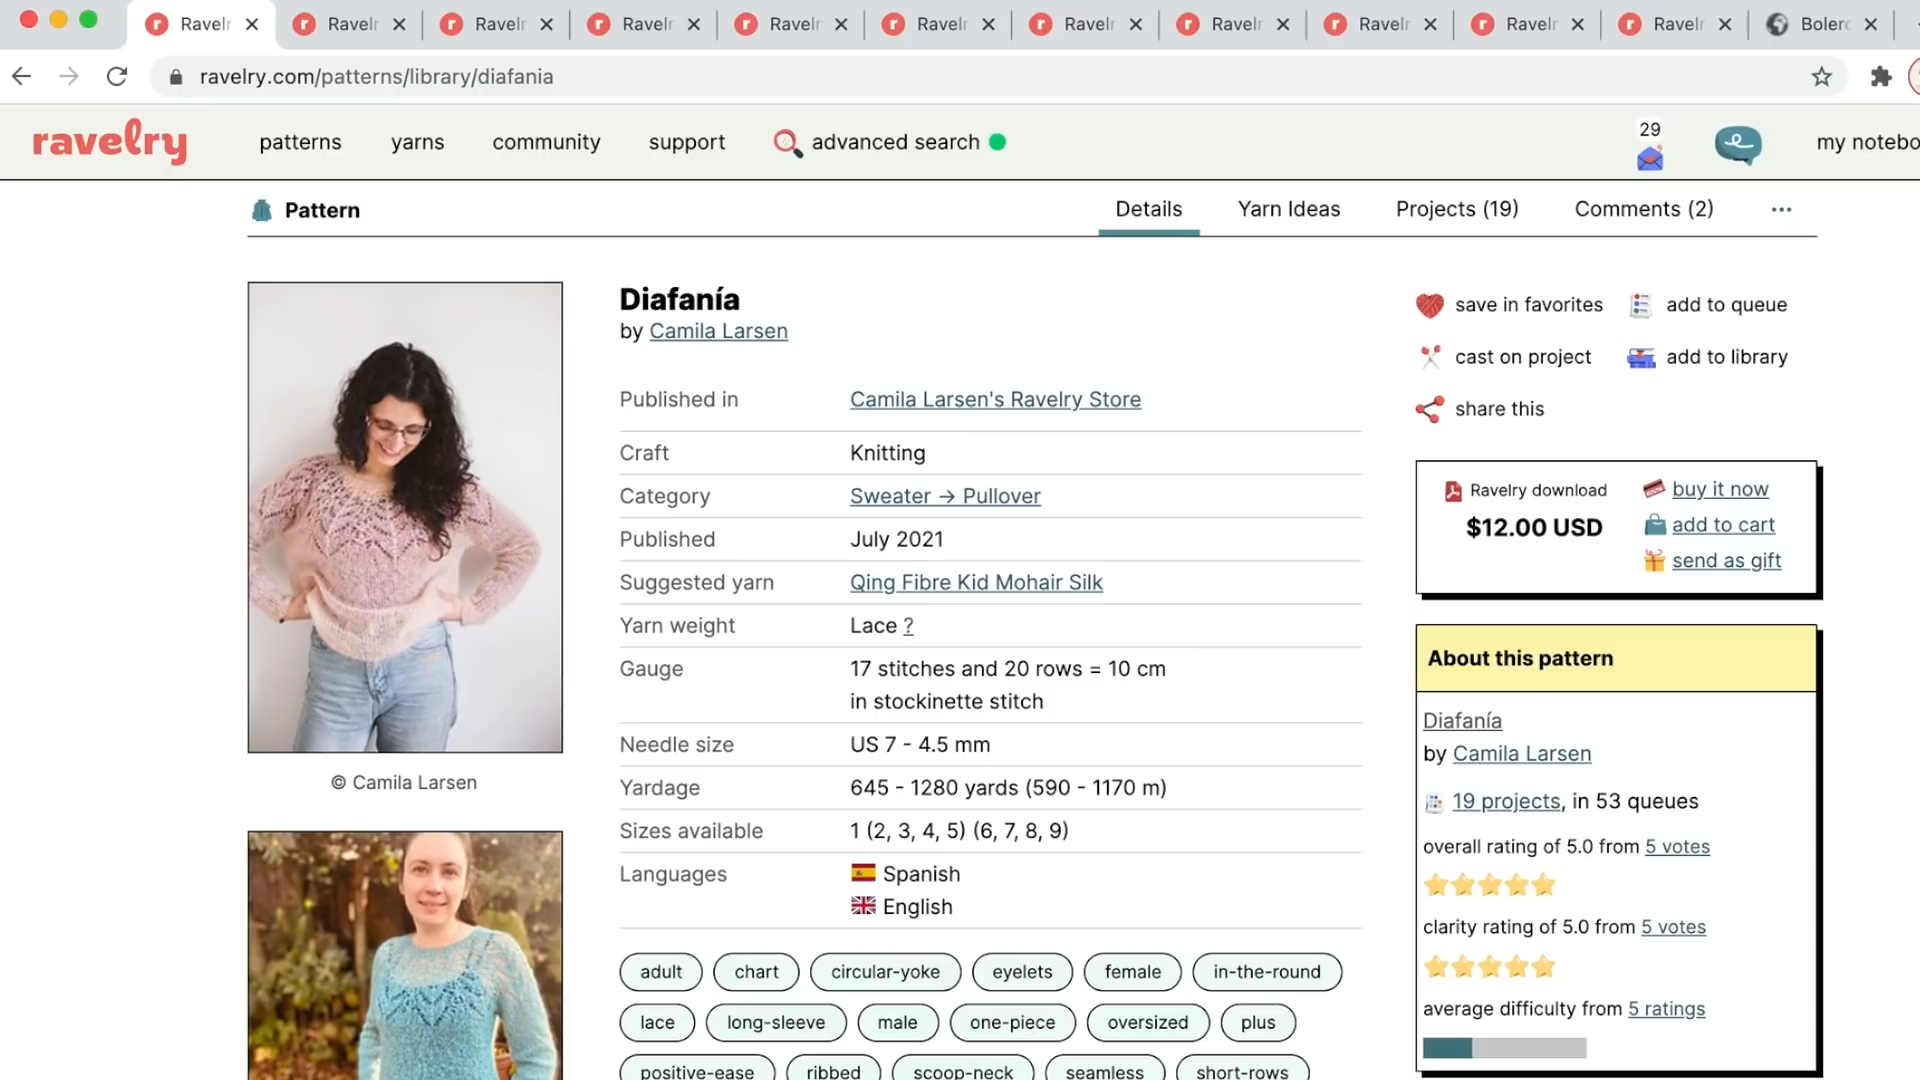 Ravelr Ravelr Ravelr Ravelr Ravelr Ravelr Ravelr Ravelr Ravelr Ravelr Ravelr Bolero
ravelry.com/patterns/library/diafania
ravelry patterns yarns community support advanced search 29 my notebo
Pattern Details Yarn Ideas Projects (19) Comments (2) ...
Diafanía
by Camila Larsen
Published in Camila Larsen's Ravelry Store
Craft Knitting
Category Sweater → Pullover
Published July 2021
Suggested yarn Qing Fibre Kid Mohair Silk
Yarn weight Lace ?
Gauge 17 stitches and 20 rows = 10 cm
in stockinette stitch
Needle size US 7 - 4.5 mm
Yardage 645 - 1280 yards (590 - 1170 m)
Sizes available 1 (2, 3, 4, 5) (6, 7, 8, 9)
Languages Spanish
English
adult chart circular-yoke eyelets female in-the-round
lace long-sleeve male one-piece oversized plus
positive-ease ribbed scoop-neck seamless short-rows
© Camila Larsen
save in favorites add to queue
cast on project add to library
share this
Ravelry download buy it now
$12.00 USD add to cart
send as gift
About this pattern
Diafanía
by Camila Larsen
19 projects, in 53 queues
overall rating of 5.0 from 5 votes
clarity rating of 5.0 from 5 votes
average difficulty from 5 ratings